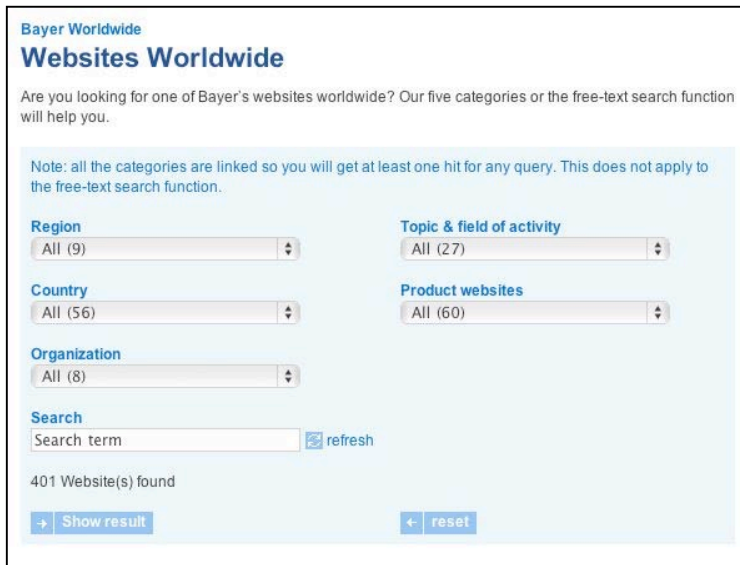 Bayer Worldwide
Websites Worldwide
Are you looking for one of Bayer's websites worldwide? Our five categories or the free-text search function
will help you.
Note: all the categories are linked so you will get at least one hit for any query. This does not apply to
the free-text search function.
Region
All (9)
Topic & field of activity
All (27)
Country
All (56)
Product websites
All (60)
Organization
All (8)
Search
Search term
refresh
401 Website(s) found
Show result
reset